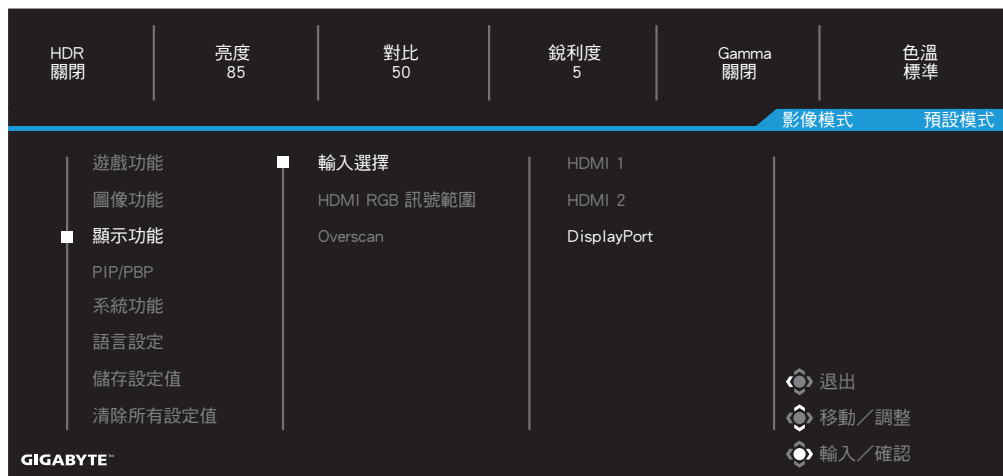 HDR
關閉
亮度
85
對比
50
銳利度
5
Gamma
關閉
色溫
標準
影像模式 預設模式
遊戲功能
圖像功能
顯示功能
PIP/PBP
系統功能
語言設定
儲存設定值
清除所有設定值
輸入選擇
HDMI RGB 訊號範圍
Overscan
HDMI 1
HDMI 2
DisplayPort
退出
移動／調整
輸入／確認
GIGABYTE™